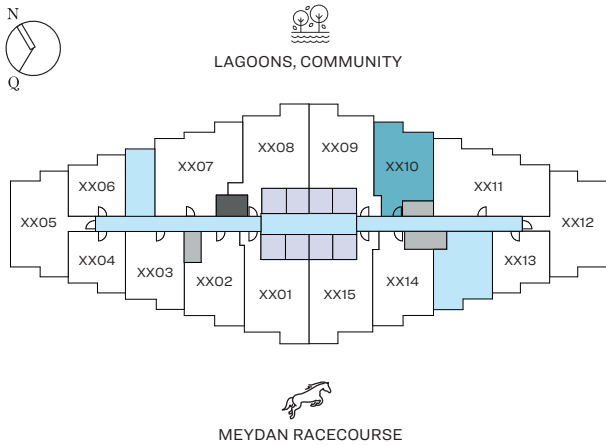 N
Q
LAGOONS, COMMUNITY
XX08
XX09
XX07
XX10
XX06
XX11
XX05
XX12
XX04
XX03
XX02
XX01
XX15
XX14
XX13
MEYDAN RACECOURSE